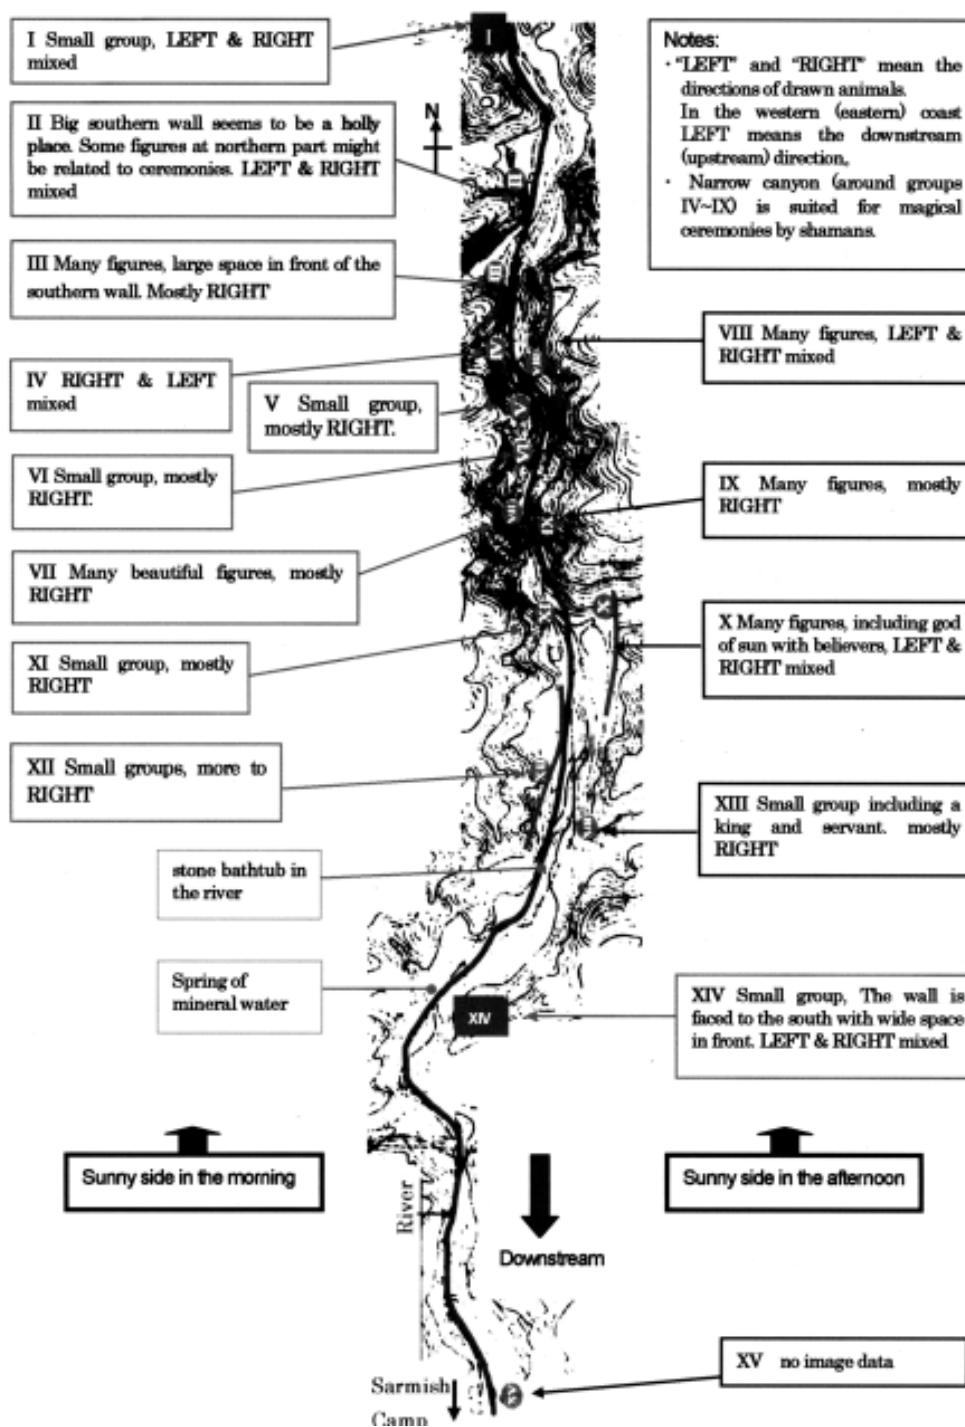 I Small group, LEFT & RIGHT
mixed
II Big southern wall seems to be a holly
place. Some figures at northern part might
be related to ceremonies. LEFT & RIGHT
mixed
III Many figures, large space in front of the
southern wall. Mostly RIGHT
IV RIGHT & LEFT
mixed
V Small group,
mostly RIGHT.
VI Small group, mostly
RIGHT.
VII Many beautiful figures, mostly
RIGHT
XI Small group, mostly
RIGHT
XII Small groups, more to
RIGHT
stone bathtub in
the river
Spring of
mineral water
Sunny side in the morning
I
N
II
III
IV
XIV
River
Downstream
Sarmish
Camp
Notes:
· "LEFT" and "RIGHT" mean the
directions of drawn animals.
In the western (eastern) coast
LEFT means the downstream
(upstream) direction,
· Narrow canyon (around groups
IV~IX) is suited for magical
ceremonies by shamans.
VIII Many figures, LEFT &
RIGHT mixed
IX Many figures, mostly
RIGHT
X Many figures, including god
of sun with believers, LEFT &
RIGHT mixed
XIII Small group including a
king and servant. mostly
RIGHT
XIV Small group, The wall is
faced to the south with wide space
in front. LEFT & RIGHT mixed
Sunny side in the afternoon
XV no image data